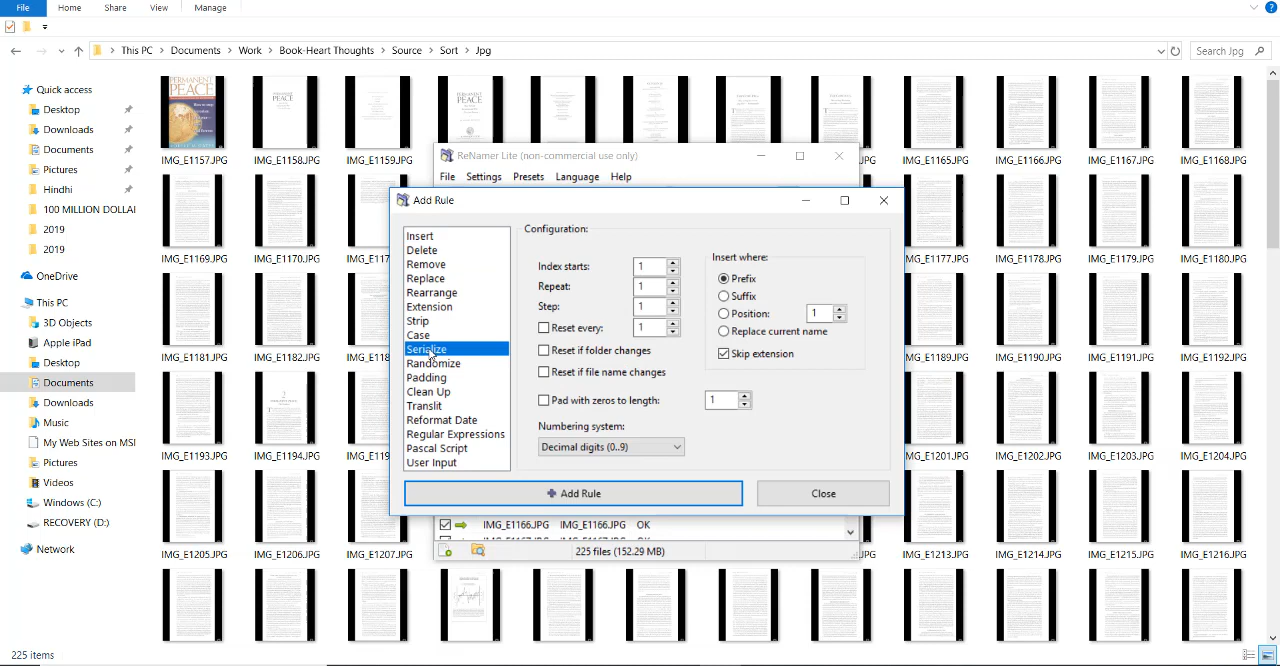 File Home Share View Manage
This PC > Documents > Work > Book-Heart Thoughts > Source > Sort > Jpg
Search Jpg
Quick access
Desktop
Downloads
Documents
Pictures
Hindhi
100 MILLION DOLLAI
2019
2019
OneDrive
This PC
3D Objects
Apple iPad
Desktop
Documents
Downloads
Music
My Web Sites on MSI
Pictures
Videos
Windows (C:)
RECOVERY (D:)
Network
225 items
PERMANENT
PEACE
IMG_E1157.JPG IMG_E1158.JPG IMG_E1159.JPG IMG_E1165.JPG IMG_E1166.JPG IMG_E1167.JPG IMG_E1168.JPG
IMG_E1169.JPG IMG_E1170.JPG IMG_E1177.JPG IMG_E1178.JPG IMG_E1179.JPG IMG_E1180.JPG
IMG_E1181.JPG IMG_E1182.JPG IMG_E118 IMG_E1189.JPG IMG_E1190.JPG IMG_E1191.JPG IMG_E1192.JPG
IMG_E1193.JPG IMG_E1194.JPG IMG_E119 IMG_E1201.JPG IMG_E1202.JPG IMG_E1203.JPG IMG_E1204.JPG
IMG_E1205.JPG IMG_E1206.JPG IMG_E1207.JPG IMG_E1213.JPG IMG_E1214.JPG IMG_E1215.JPG IMG_E1216.JPG
ReNamer Lite (non-commercial use only)
File Settings Presets Language Help
Add Rule
Insert
Delete
Remove
Replace
Rearrange
Extension
Strip
Case
Serialize
Randomize
Padding
Clean Up
Translit
Reformat Date
Regular Expressions
Pascal Script
User Input
Configuration:
Index starts: 1
Repeat: 1
Step: 1
Reset every: 1
Reset if folder changes
Reset if file name changes
Pad with zeros to length: 1
Numbering system:
Decimal digits (0..9)
Insert where:
Prefix
Suffix
Position: 1
Replace current name
Skip extension
Add Rule
Close
IMG_E1166.JPG IMG_E1166.JPG OK
225 files (152.29 MB)